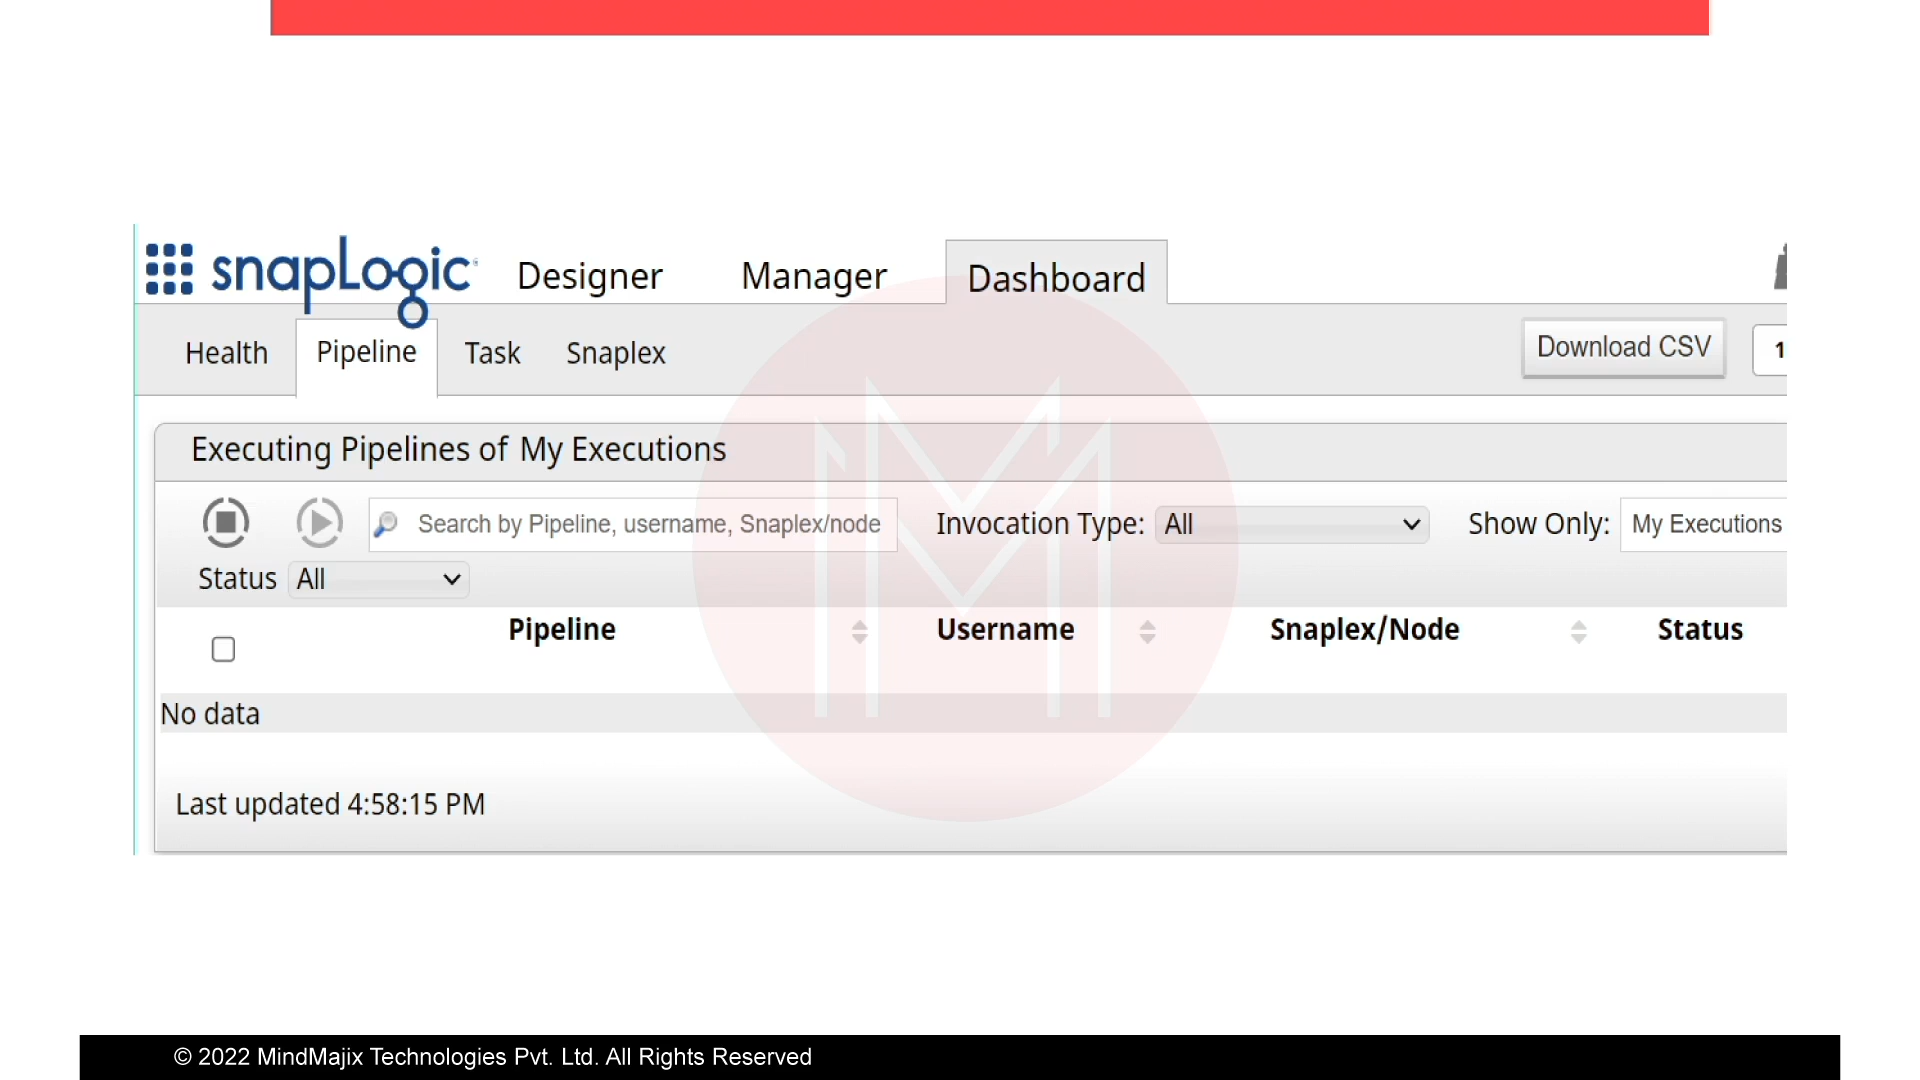 snapLogic Designer Manager Dashboard
Health Pipeline Task Snaplex Download CSV 1
Executing Pipelines of My Executions
Search by Pipeline, username, Snaplex/node Invocation Type: All Show Only: My Executions
Status All
Pipeline Username Snaplex/Node Status
No data
Last updated 4:58:15 PM
© 2022 MindMajix Technologies Pvt. Ltd. All Rights Reserved